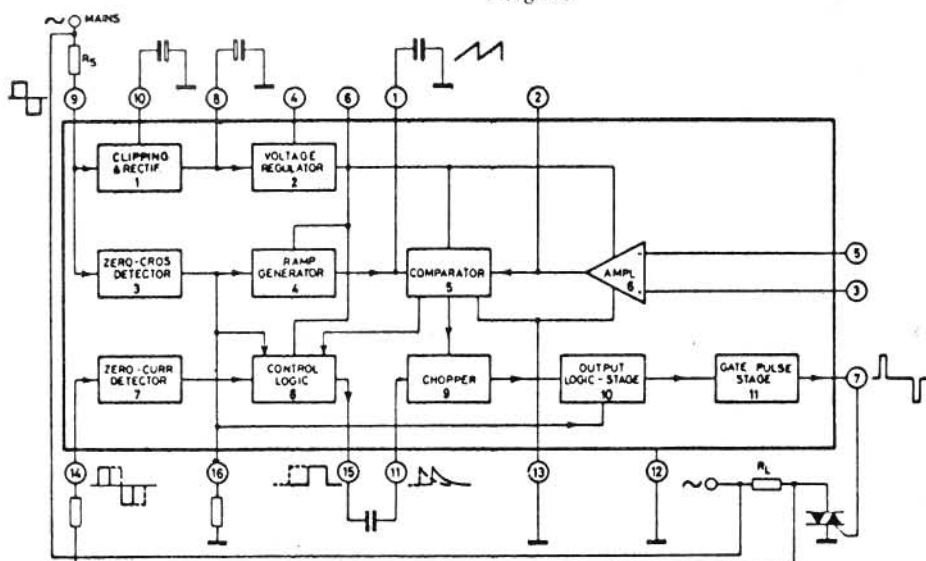 ~ MAINS
RS
9 10 8 4 6 1 2
CLIPPING
& RECTIF.
1
VOLTAGE
REGULATOR
2
ZERO-CROS
DETECTOR
3
RAMP
GENERATOR
4
COMPARATOR
5
AMPL
6
5
3
ZERO-CURR
DETECTOR
7
CONTROL
LOGIC
8
CHOPPER
9
OUTPUT
LOGIC-STAGE
10
GATE PULSE
STAGE
11
7
14 16 15 11 13 12
~ RL